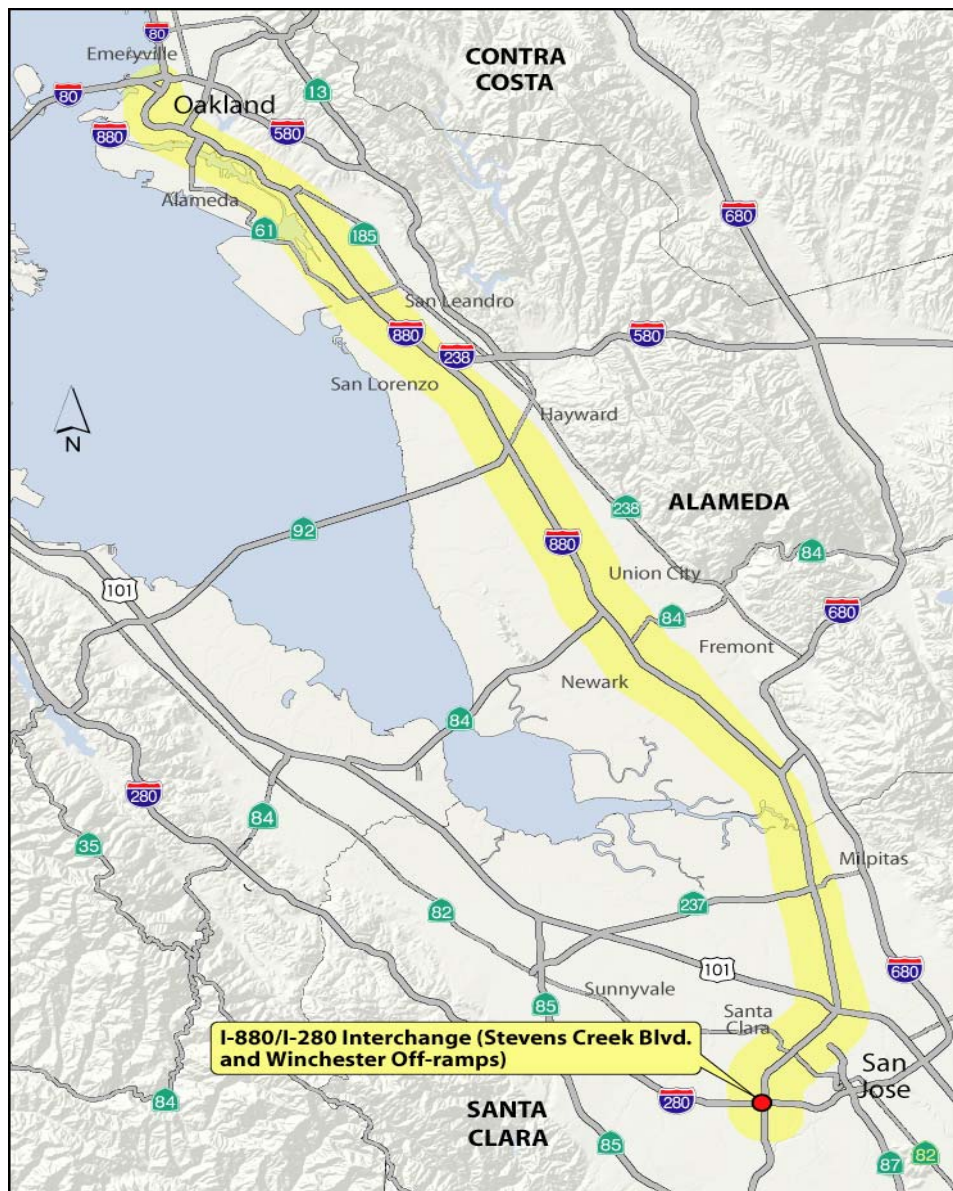 80
Emeryville
CONTRA
COSTA
80
13
Oakland
880
580
Alameda
680
61
185
San Leandro
880
238
580
San Lorenzo
N
Hayward
ALAMEDA
238
92
880
84
101
Union City
84
680
Fremont
Newark
84
280
84
35
Milpitas
82
237
101
680
Sunnyvale
85
Santa
Clara
I-880/I-280 Interchange (Stevens Creek Blvd.
and Winchester Off-ramps)
San
Jose
280
84
SANTA
CLARA
85
87
82